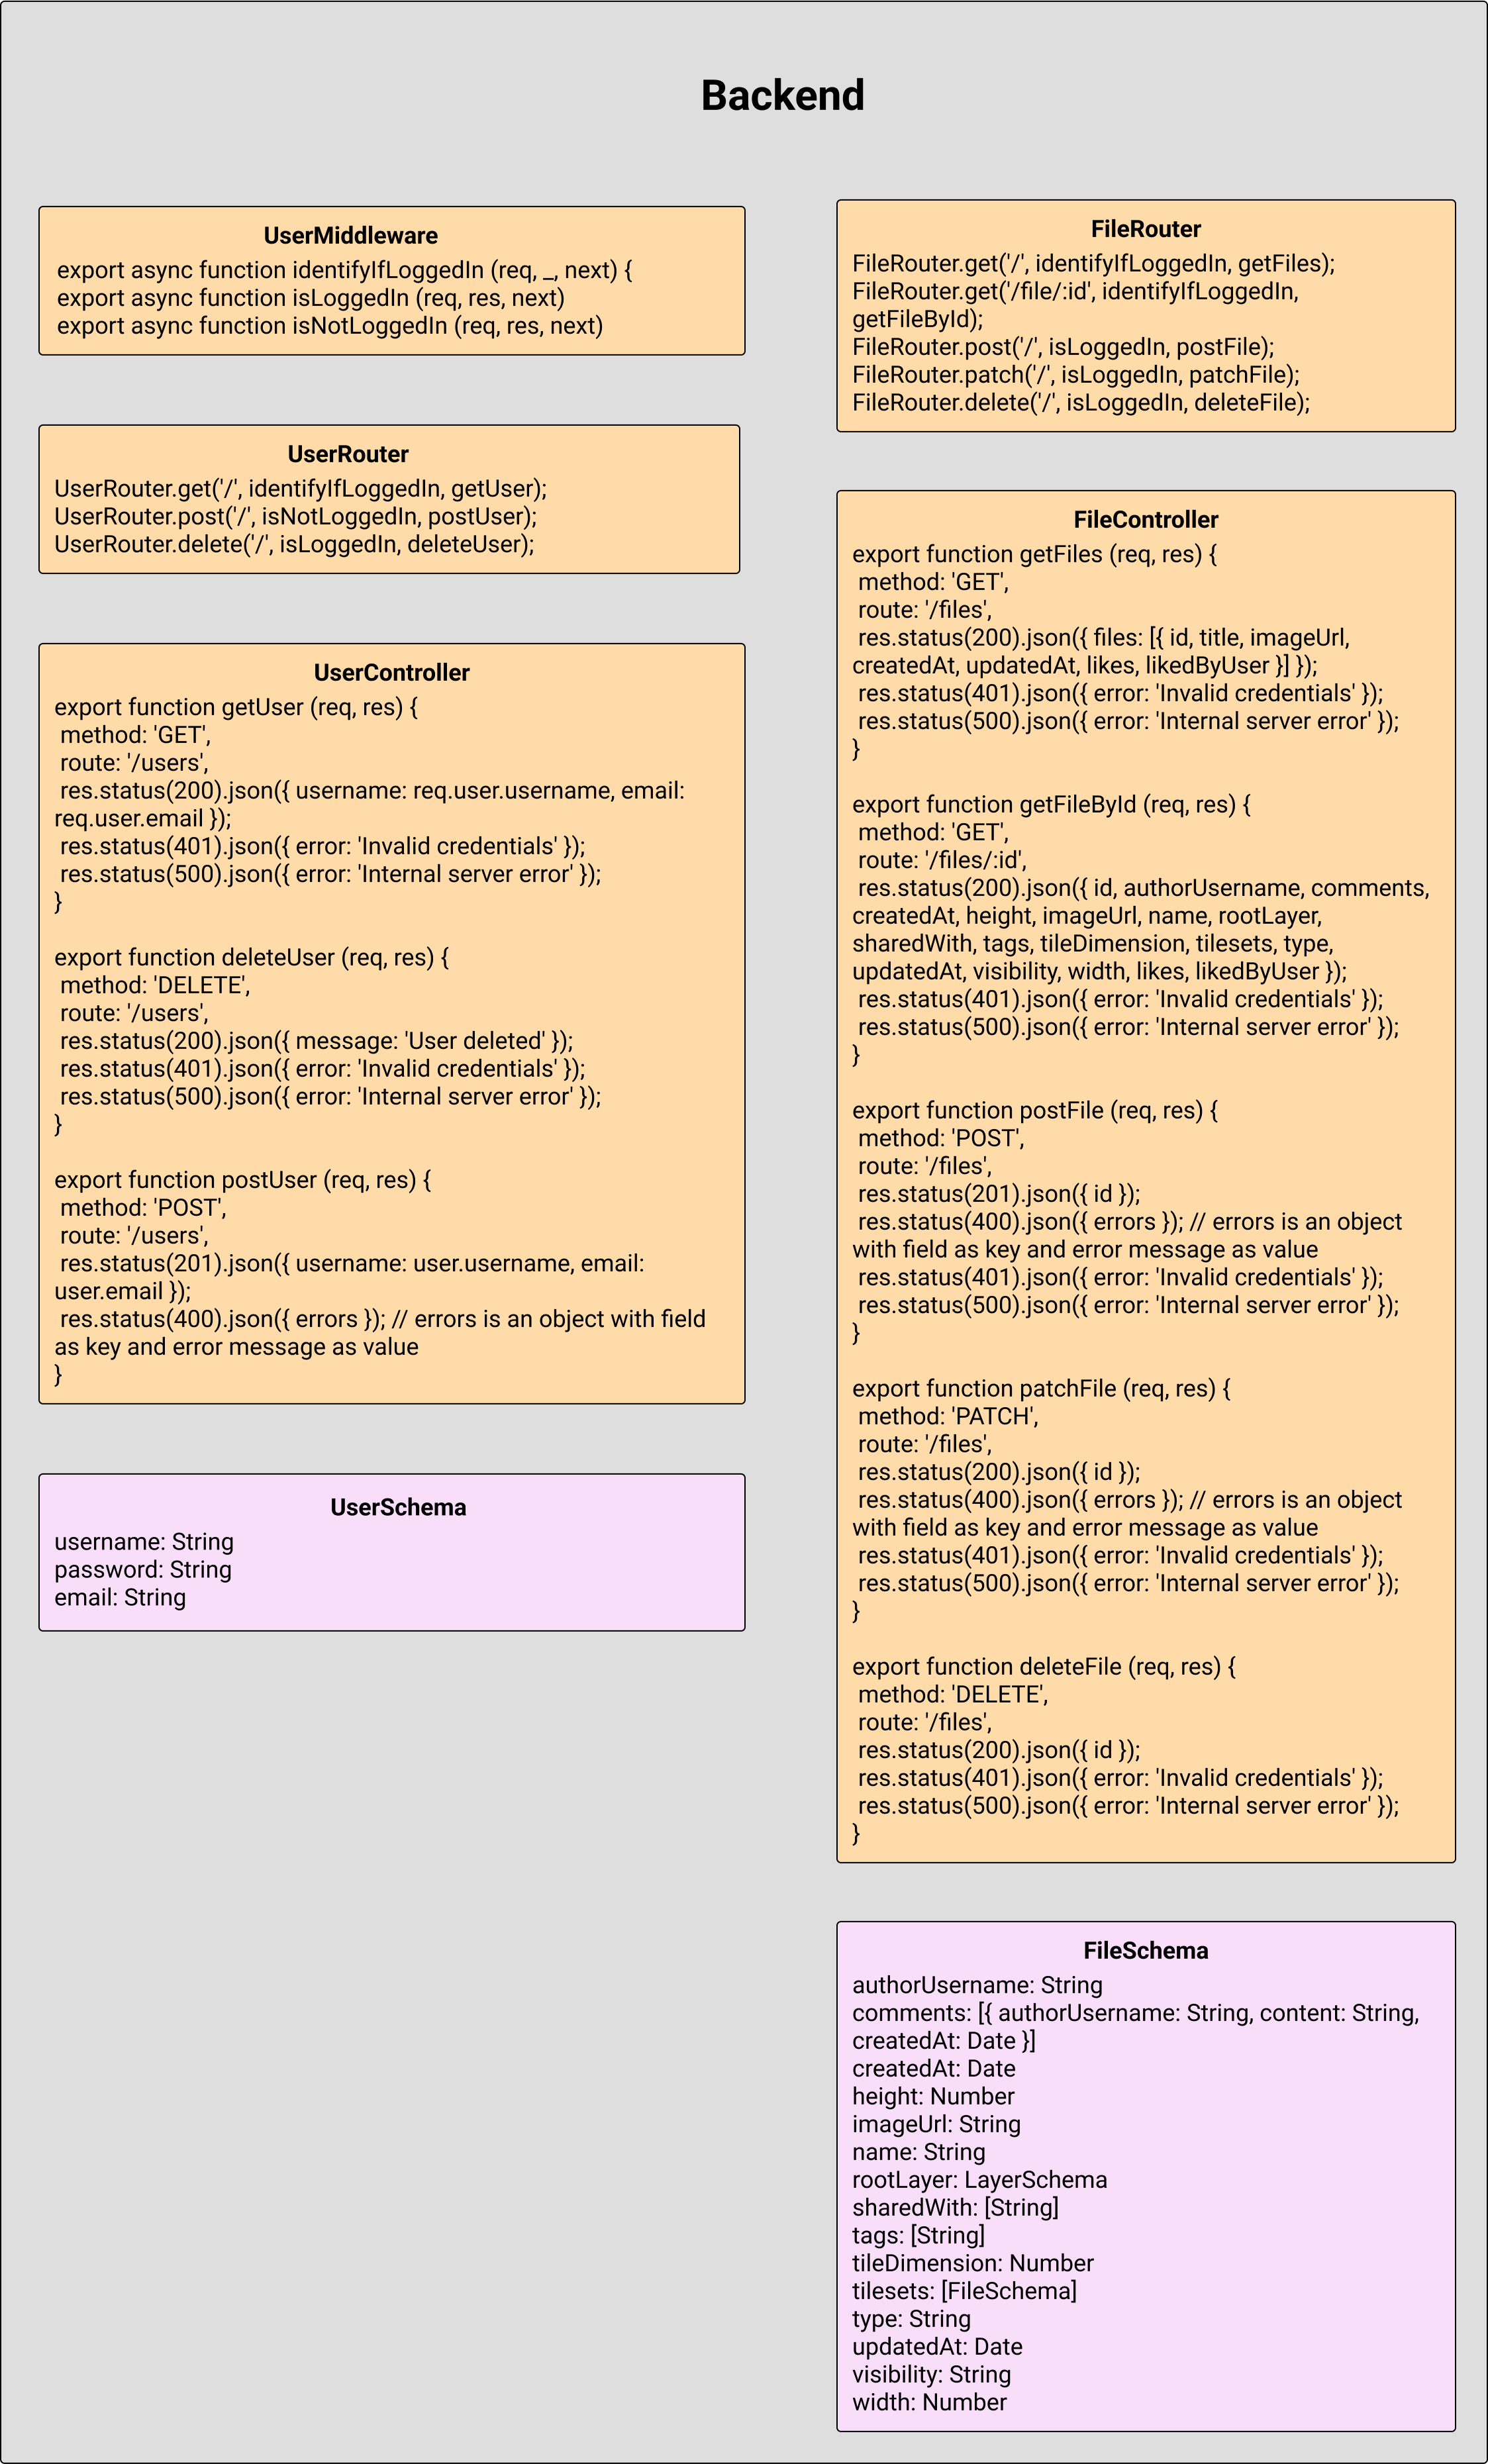 Backend
UserMiddleware
export async function identifyIfLoggedIn (req, _, next) {
export async function isLoggedIn (req, res, next)
export async function isNotLoggedIn (req, res, next)
UserRouter
UserRouter.get('/', identifyIfLoggedIn, getUser);
UserRouter.post('/', isNotLoggedIn, postUser);
UserRouter.delete('/', isLoggedIn, deleteUser);
UserController
export function getUser (req, res) {
method: 'GET',
route: '/users',
res.status(200).json({ username: req.user.username, email:
req.user.email });
res.status(401).json({ error: 'Invalid credentials' });
res.status(500).json({ error: 'Internal server error' });
}
export function deleteUser (req, res) {
method: 'DELETE',
route: '/users',
res.status(200).json({ message: 'User deleted' });
res.status(401).json({ error: 'Invalid credentials' });
res.status(500).json({ error: 'Internal server error' });
}
export function postUser (req, res) {
method: 'POST',
route: '/users',
res.status(201).json({ username: user.username, email:
user.email });
res.status(400).json({ errors }); // errors is an object with field
as key and error message as value
}
UserSchema
username: String
password: String
email: String
FileRouter
FileRouter.get('/', identifyIfLoggedIn, getFiles);
FileRouter.get('/file/:id', identifyIfLoggedIn,
getFileById);
FileRouter.post('/', isLoggedIn, postFile);
FileRouter.patch('/', isLoggedIn, patchFile);
FileRouter.delete('/', isLoggedIn, deleteFile);
FileController
export function getFiles (req, res) {
method: 'GET',
route: '/files',
res.status(200).json({ files: [{ id, title, imageUrl,
createdAt, updatedAt, likes, likedByUser }] });
res.status(401).json({ error: 'Invalid credentials' });
res.status(500).json({ error: 'Internal server error' });
}
export function getFileById (req, res) {
method: 'GET',
route: '/files/:id',
res.status(200).json({ id, authorUsername, comments,
createdAt, height, imageUrl, name, rootLayer,
sharedWith, tags, tileDimension, tilesets, type,
updatedAt, visibility, width, likes, likedByUser });
res.status(401).json({ error: 'Invalid credentials' });
res.status(500).json({ error: 'Internal server error' });
}
export function postFile (req, res) {
method: 'POST',
route: '/files',
res.status(201).json({ id });
res.status(400).json({ errors }); // errors is an object
with field as key and error message as value
res.status(401).json({ error: 'Invalid credentials' });
res.status(500).json({ error: 'Internal server error' });
}
export function patchFile (req, res) {
method: 'PATCH',
route: '/files',
res.status(200).json({ id });
res.status(400).json({ errors }); // errors is an object
with field as key and error message as value
res.status(401).json({ error: 'Invalid credentials' });
res.status(500).json({ error: 'Internal server error' });
}
export function deleteFile (req, res) {
method: 'DELETE',
route: '/files',
res.status(200).json({ id });
res.status(401).json({ error: 'Invalid credentials' });
res.status(500).json({ error: 'Internal server error' });
}
FileSchema
authorUsername: String
comments: [{ authorUsername: String, content: String,
createdAt: Date }]
createdAt: Date
height: Number
imageUrl: String
name: String
rootLayer: LayerSchema
sharedWith: [String]
tags: [String]
tileDimension: Number
tilesets: [FileSchema]
type: String
updatedAt: Date
visibility: String
width: Number